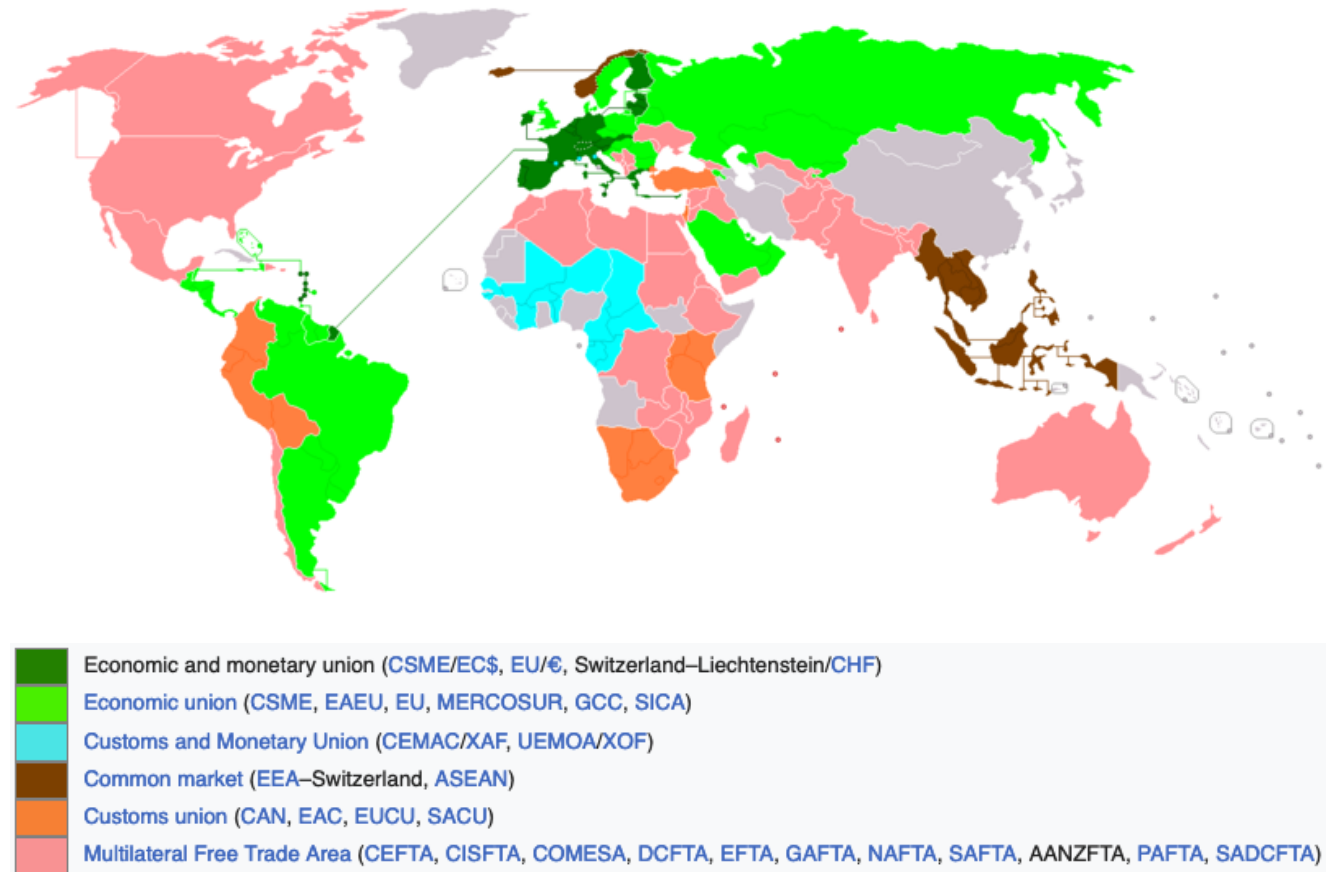 Economic and monetary union (CSME/EC$, EU/€, Switzerland–Liechtenstein/CHF)
Economic union (CSME, EAEU, EU, MERCOSUR, GCC, SICA)
Customs and Monetary Union (CEMAC/XAF, UEMOA/XOF)
Common market (EEA–Switzerland, ASEAN)
Customs union (CAN, EAC, EUCU, SACU)
Multilateral Free Trade Area (CEFTA, CISFTA, COMESA, DCFTA, EFTA, GAFTA, NAFTA, SAFTA, AANZFTA, PAFTA, SADCFTA)